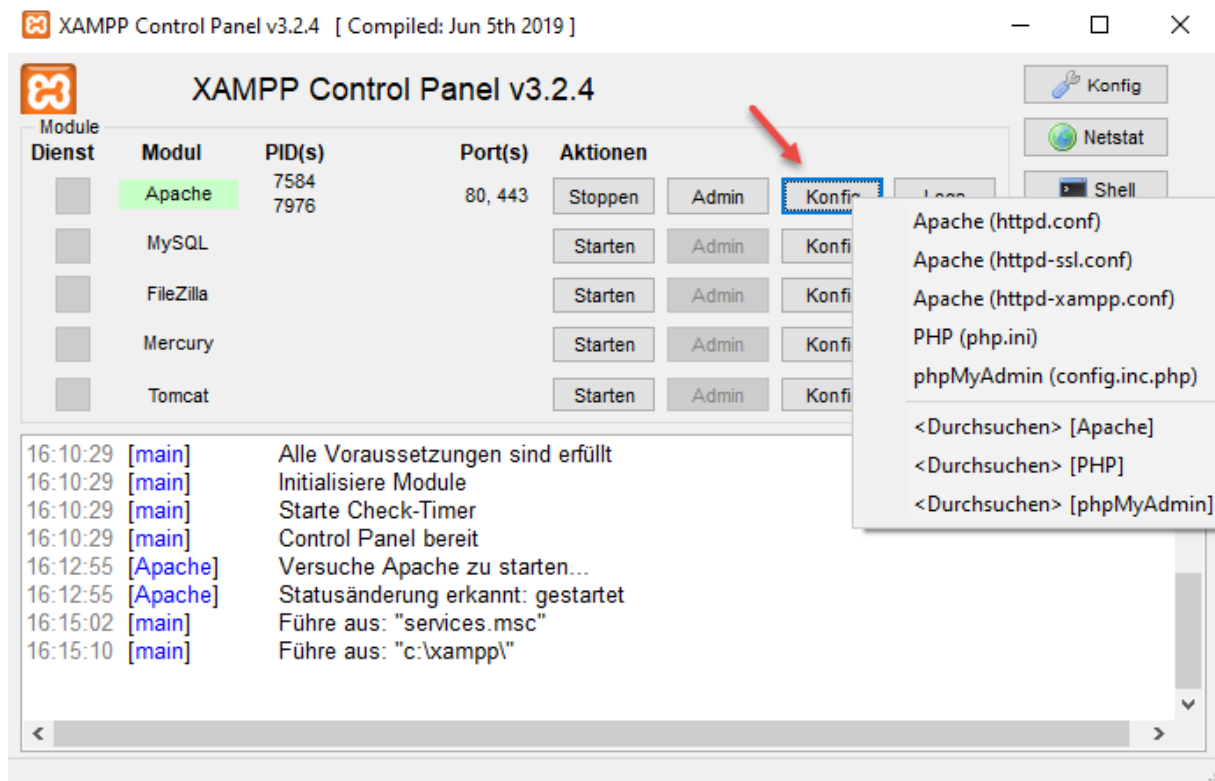 XAMPP Control Panel v3.2.4 [ Compiled: Jun 5th 2019 ]
XAMPP Control Panel v3.2.4
Konfig
Module
Dienst Modul PID(s) Port(s) Aktionen
Netstat
Apache 7584 7976 80, 443 Stoppen Admin Konfig
Shell
MySQL Starten Admin Konfi
FileZilla Starten Admin Konfi
Mercury Starten Admin Konfi
Tomcat Starten Admin Konfi
Apache (httpd.conf)
Apache (httpd-ssl.conf)
Apache (httpd-xampp.conf)
PHP (php.ini)
phpMyAdmin (config.inc.php)
<Durchsuchen> [Apache]
<Durchsuchen> [PHP]
<Durchsuchen> [phpMyAdmin]
16:10:29 [main] Alle Voraussetzungen sind erfüllt
16:10:29 [main] Initialisiere Module
16:10:29 [main] Starte Check-Timer
16:10:29 [main] Control Panel bereit
16:12:55 [Apache] Versuche Apache zu starten...
16:12:55 [Apache] Statusänderung erkannt: gestartet
16:15:02 [main] Führe aus: "services.msc"
16:15:10 [main] Führe aus: "c:\xampp\"